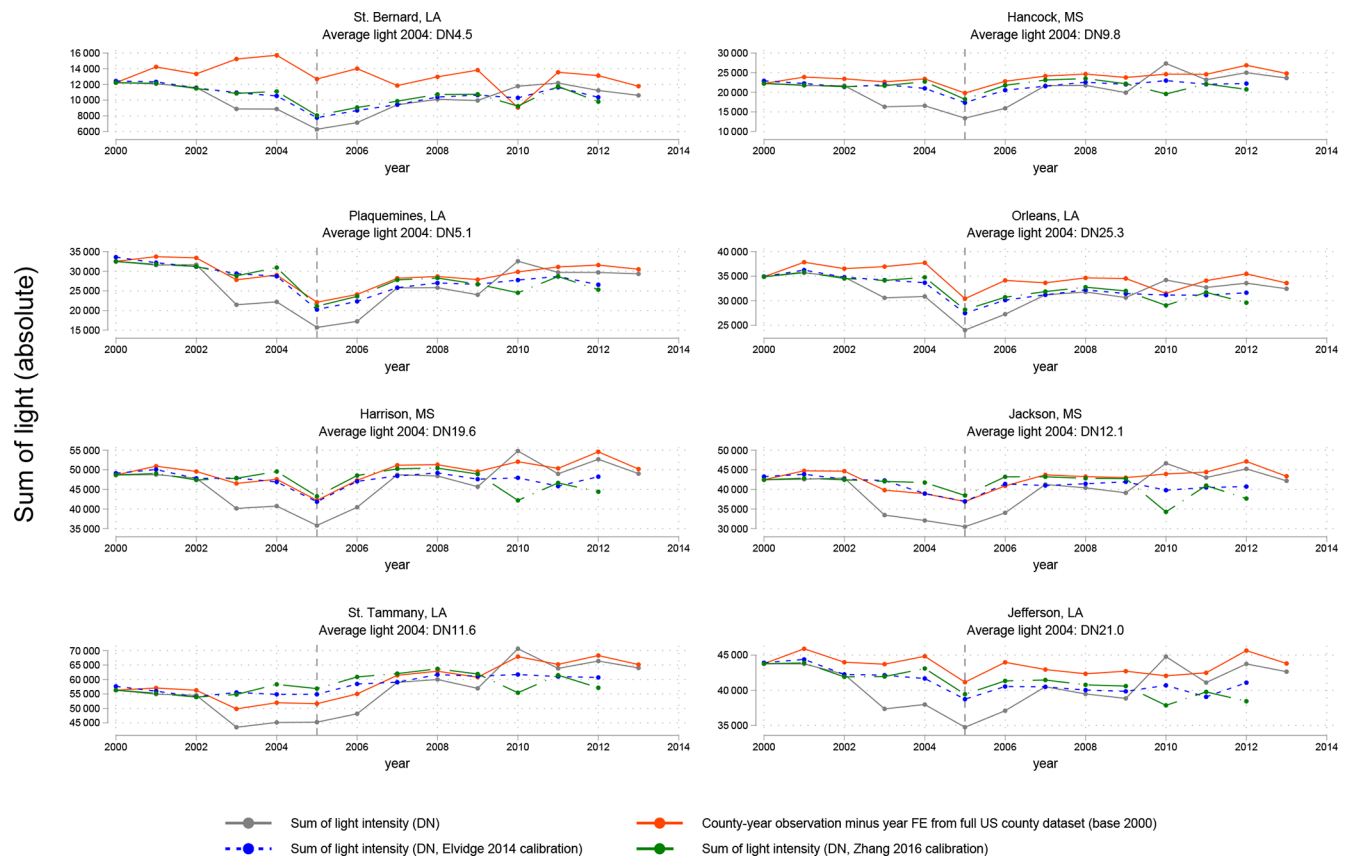 Sum of light (absolute)
St. Bernard, LA
Average light 2004: DN4.5
16 000
14 000
12 000
10 000
8000
6000
2000 2002 2004 2006 2008 2010 2012 2014
year
Hancock, MS
Average light 2004: DN9.8
30 000
25 000
20 000
15 000
10 000
2000 2002 2004 2006 2008 2010 2012 2014
year
Plaquemines, LA
Average light 2004: DN5.1
35 000
30 000
25 000
20 000
15 000
2000 2002 2004 2006 2008 2010 2012 2014
year
Orleans, LA
Average light 2004: DN25.3
40 000
35 000
30 000
25 000
2000 2002 2004 2006 2008 2010 2012 2014
year
Harrison, MS
Average light 2004: DN19.6
55 000
50 000
45 000
40 000
35 000
2000 2002 2004 2006 2008 2010 2012 2014
year
Jackson, MS
Average light 2004: DN12.1
50 000
45 000
40 000
35 000
30 000
2000 2002 2004 2006 2008 2010 2012 2014
year
St. Tammany, LA
Average light 2004: DN11.6
70 000
65 000
60 000
55 000
50 000
45 000
2000 2002 2004 2006 2008 2010 2012 2014
year
Jefferson, LA
Average light 2004: DN21.0
45 000
40 000
35 000
2000 2002 2004 2006 2008 2010 2012 2014
year
Sum of light intensity (DN)
County-year observation minus year FE from full US county dataset (base 2000)
Sum of light intensity (DN, Elvidge 2014 calibration)
Sum of light intensity (DN, Zhang 2016 calibration)